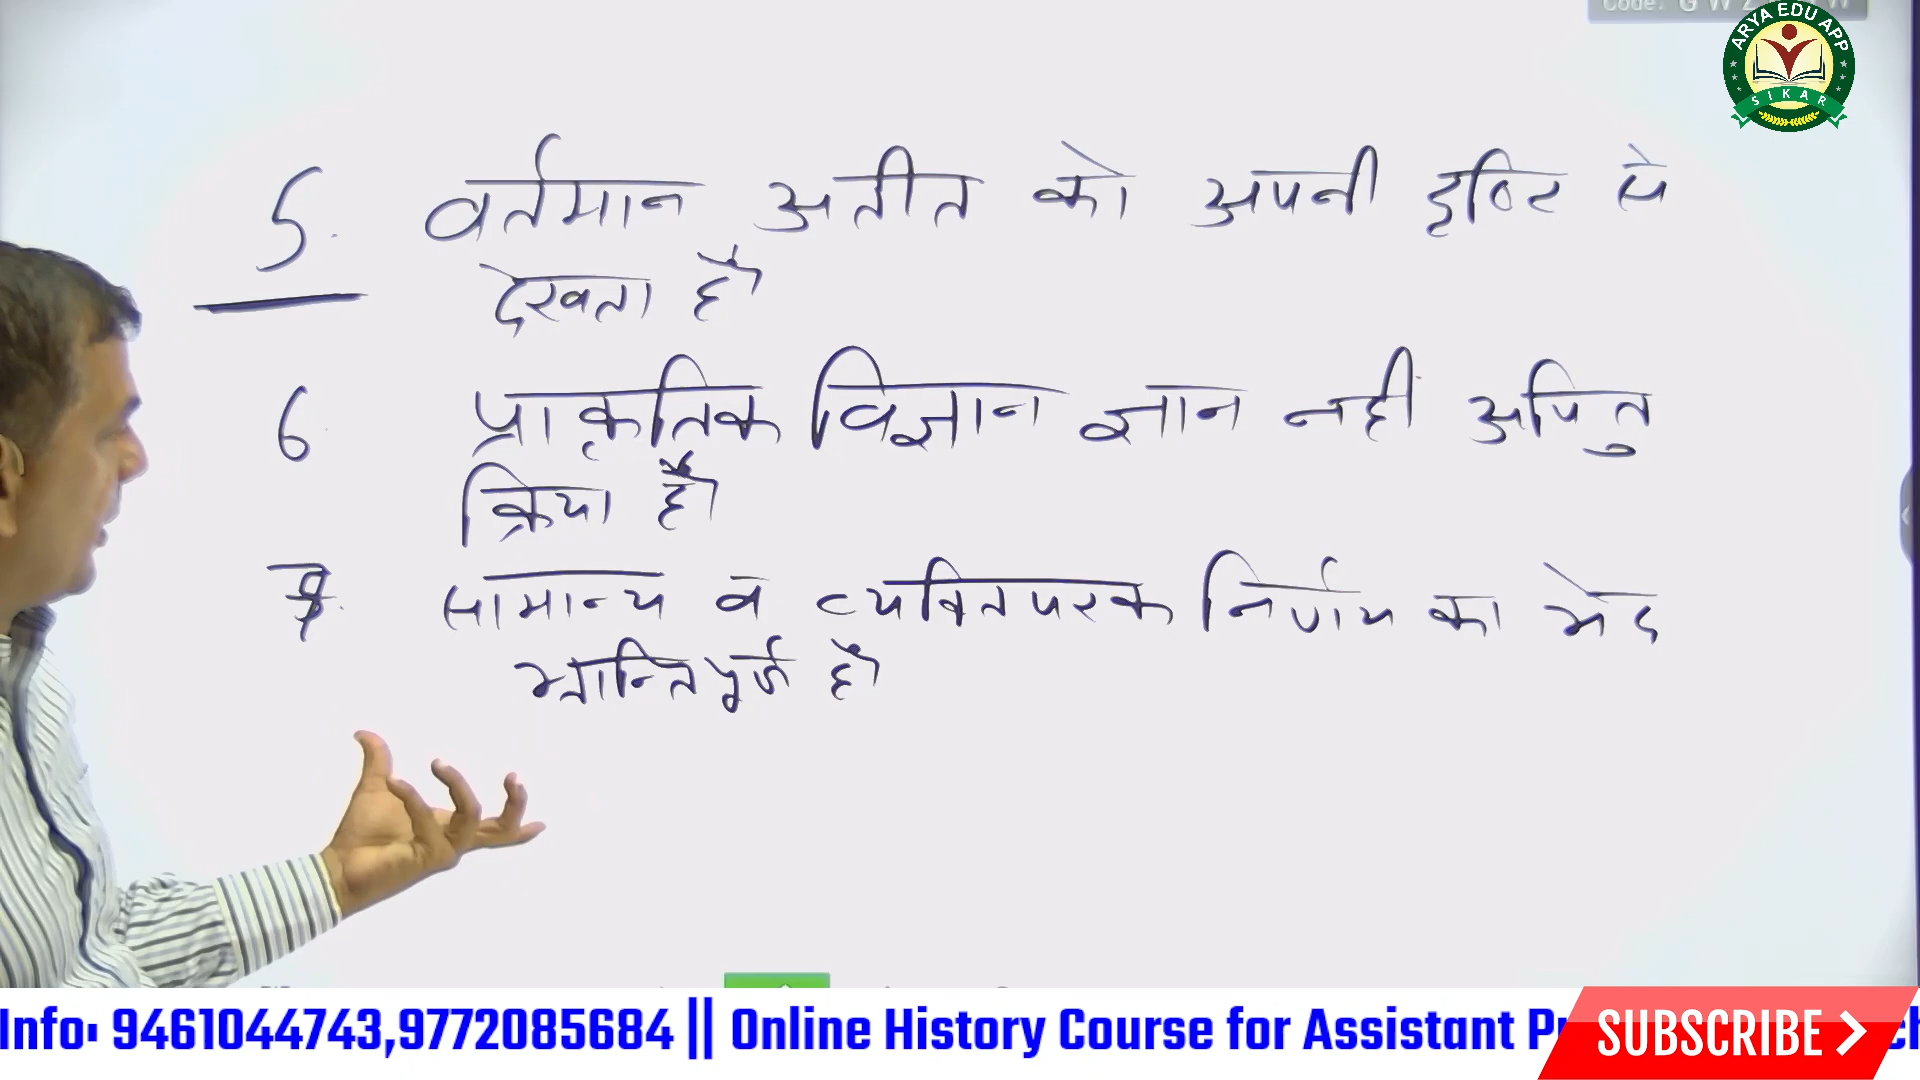 ARYA EDU APP
SIKAR
5. वर्तमान अतीत को अपनी दृष्टि से
देखता है
6. प्राकृतिक विज्ञान ज्ञान नहीं अपितु
क्रिया है
7. सामान्य व व्यक्तिपरक निर्णय का भेद
भ्रान्तिपूर्ण है
Info: 9461044743,9772085684 || Online History Course for Assistant
SUBSCRIBE